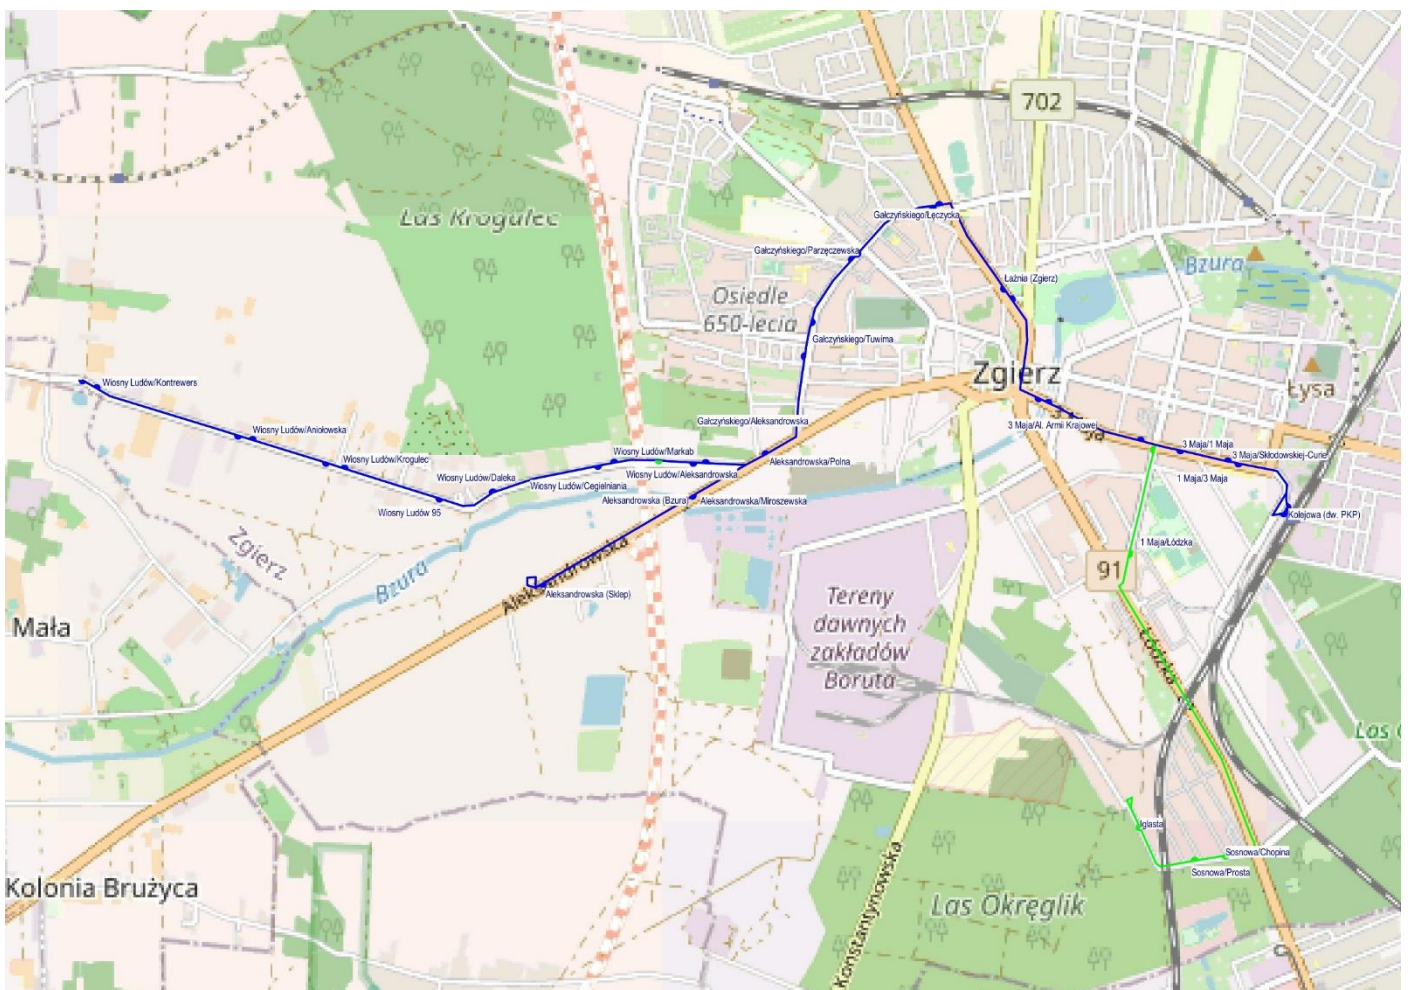 702
Las Krogulec
Gałczyńskiego/Łęczycka
Gałczyńskiego/Parzęczewska
Bzura
Łaźnia (Zgierz)
Osiedle
650-lecia
Gałczyńskiego/Tuwima
Zgierz
Łysa
Wiosny Ludów/Kontrewers
Gałczyńskiego/Aleksandrowska
3 Maja/Al. Armi Krajowej
Wiosny Ludów/Aniołowska
3 Maja/1 Maja
Wiosny Ludów/Markab
3 Maja/Skłodowskiej-Curie
Wiosny Ludów/Krogulec
Aleksandrowska/Polna
Wiosny Ludów/Daleka
Wiosny Ludów/Aleksandrowska
1 Maja/3 Maja
Wiosny Ludów/Cegielniania
Aleksandrowska (Bzura)
Aleksandrowska/Miroszewska
Wiosny Ludów 95
Kolejowa (dw. PKP)
Zgierz
1 Maja/Łódzka
Aleksandrowska
Bzura
91
Aleksandrowska (Sklep)
Tereny
dawnych
zakładów
Boruta
Mała
Łódzka
Las
Iglasta
Sosnowa/Chopina
Sosnowa/Prosta
Kolonia Brużyca
Las Okręglik
Konstantynowska